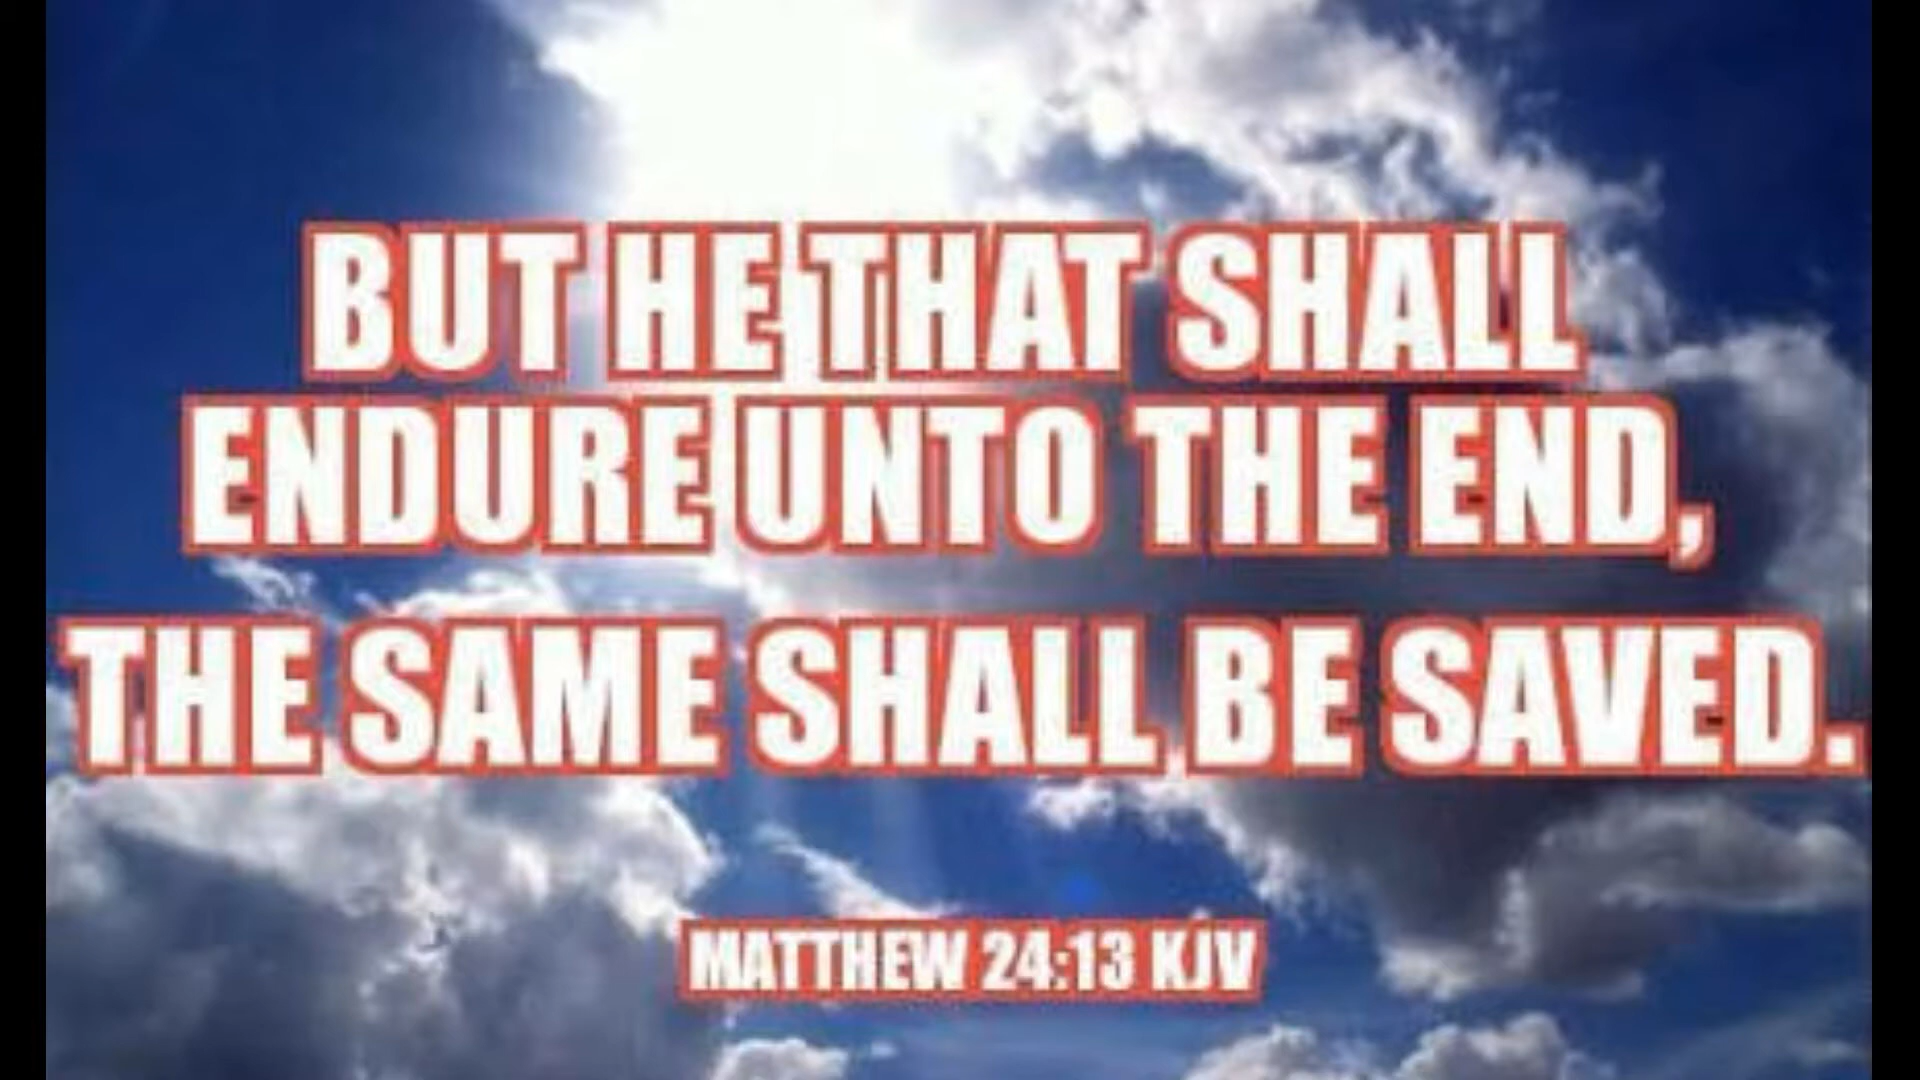 BUT HE THAT SHALL
ENDURE UNTO THE END,
THE SAME SHALL BE SAVED.
MATTHEW 24:13 KJV